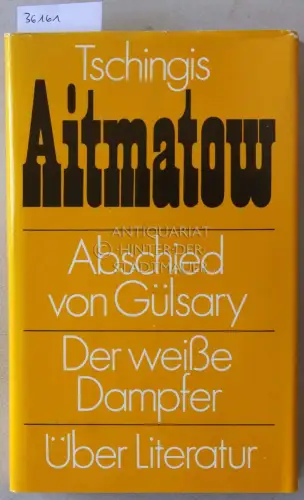 36161
Tschingis
Aitmatow
ANTIQUARIAT
© HINTER DER
STADTMAUER
Abschied
von Gülsary
Der weiße
Dampfer
Über Literatur